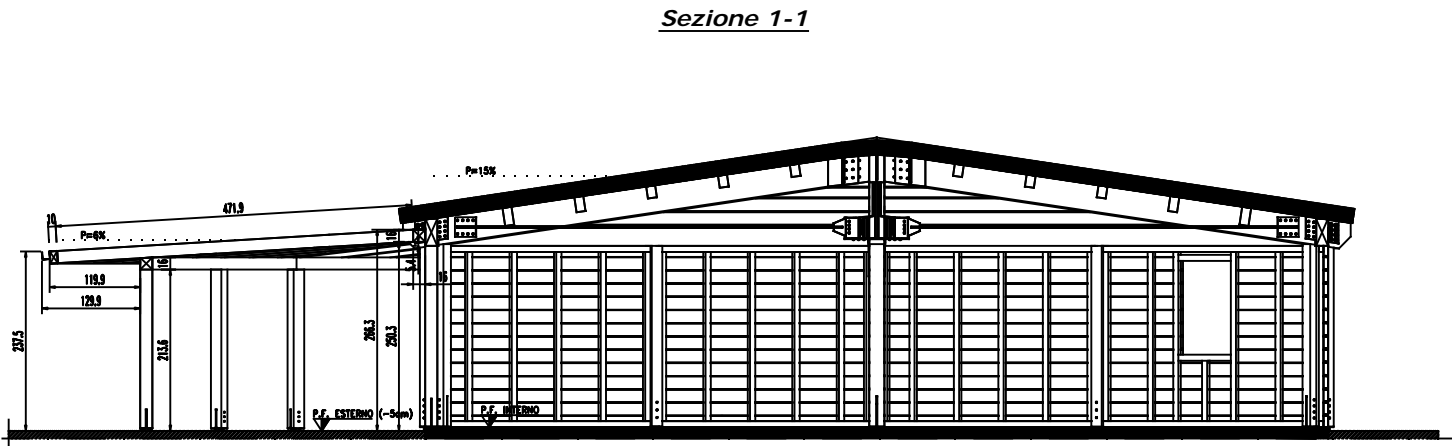 Sezione 1-1
P=15%
471,9
10
P=6%
16
16
5,4
16
119,9
129,9
237,5
213,6
266,3
250,3
P.F. ESTERNO (-5cm)
P.F. INTERNO